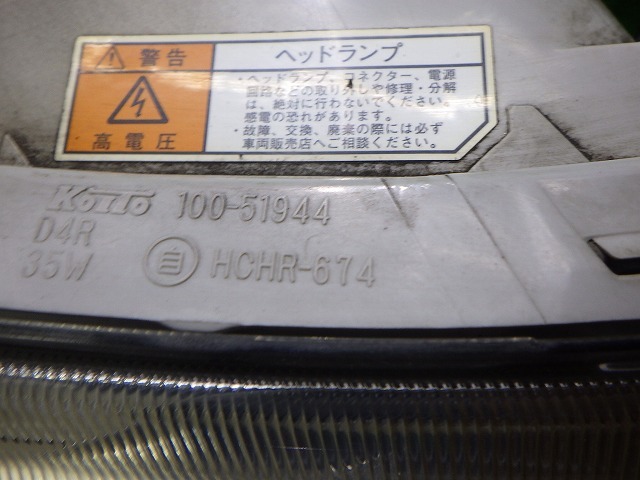 警告
高電圧
ヘッドランプ
・ヘッドランプ、コネクター、電源
回路などの取り外しや修理・分解
は、絶対に行わないでください。
感電の恐れがあります。
・故障、交換、廃棄の際には必ず
車両販売店へご相談ください。
KOITO 100-51944
D4R
35W 自 HCHR-674